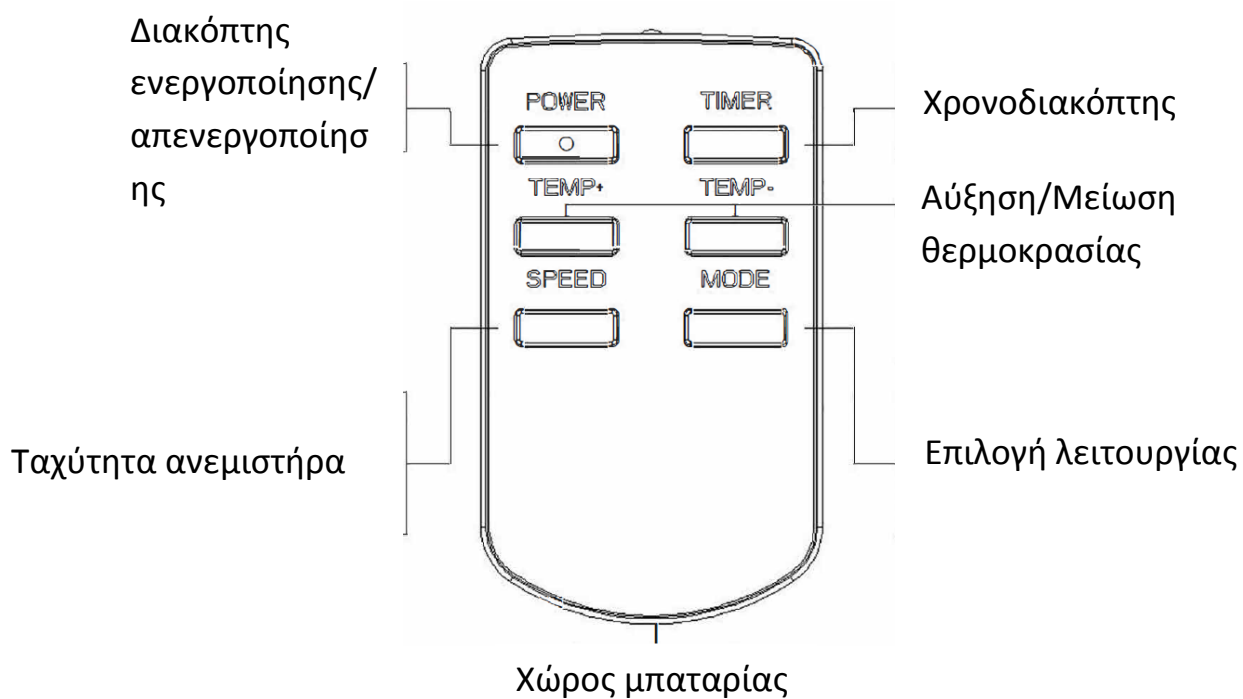 Διακόπτης
ενεργοποίησης/
απενεργοποίησ
ης
POWER
TIMER
Χρονοδιακόπτης
TEMP+
TEMP-
Αύξηση/Μείωση
θερμοκρασίας
SPEED
MODE
Ταχύτητα ανεμιστήρα
Επιλογή λειτουργίας
Χώρος μπαταρίας